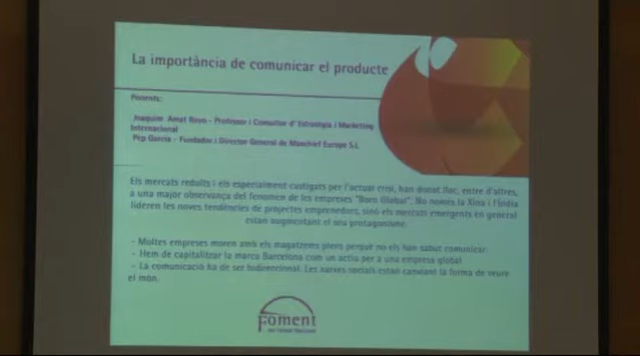 La importància de comunicar el producte
Ponents:
Joaquim Amat Royo - Professor i Consultor d'Estratègia i Marketing
Internacional
Pep Garcia - Fundador i Director General de Manchief Europe S.L
Els mercats reduïts i els especialment castigats per l'actual crisi, han donat lloc, entre d'altres,
a una major observança del fenomen de les empreses "Born Global". No només la Xina i l'Índia
lideren les noves tendències de projectes emprenedors, sinó els mercats emergents en general
estan augmentant el seu protagonisme.
- Moltes empreses moren amb els magatzems plens perquè no els han sabut comunicar.
- Hem de capitalitzar la marca Barcelona com un actiu per a una empresa global
- La comunicació ha de ser bidireccional. Les xarxes socials estan canviant la forma de veure
el món.
Foment
del Treball Nacional